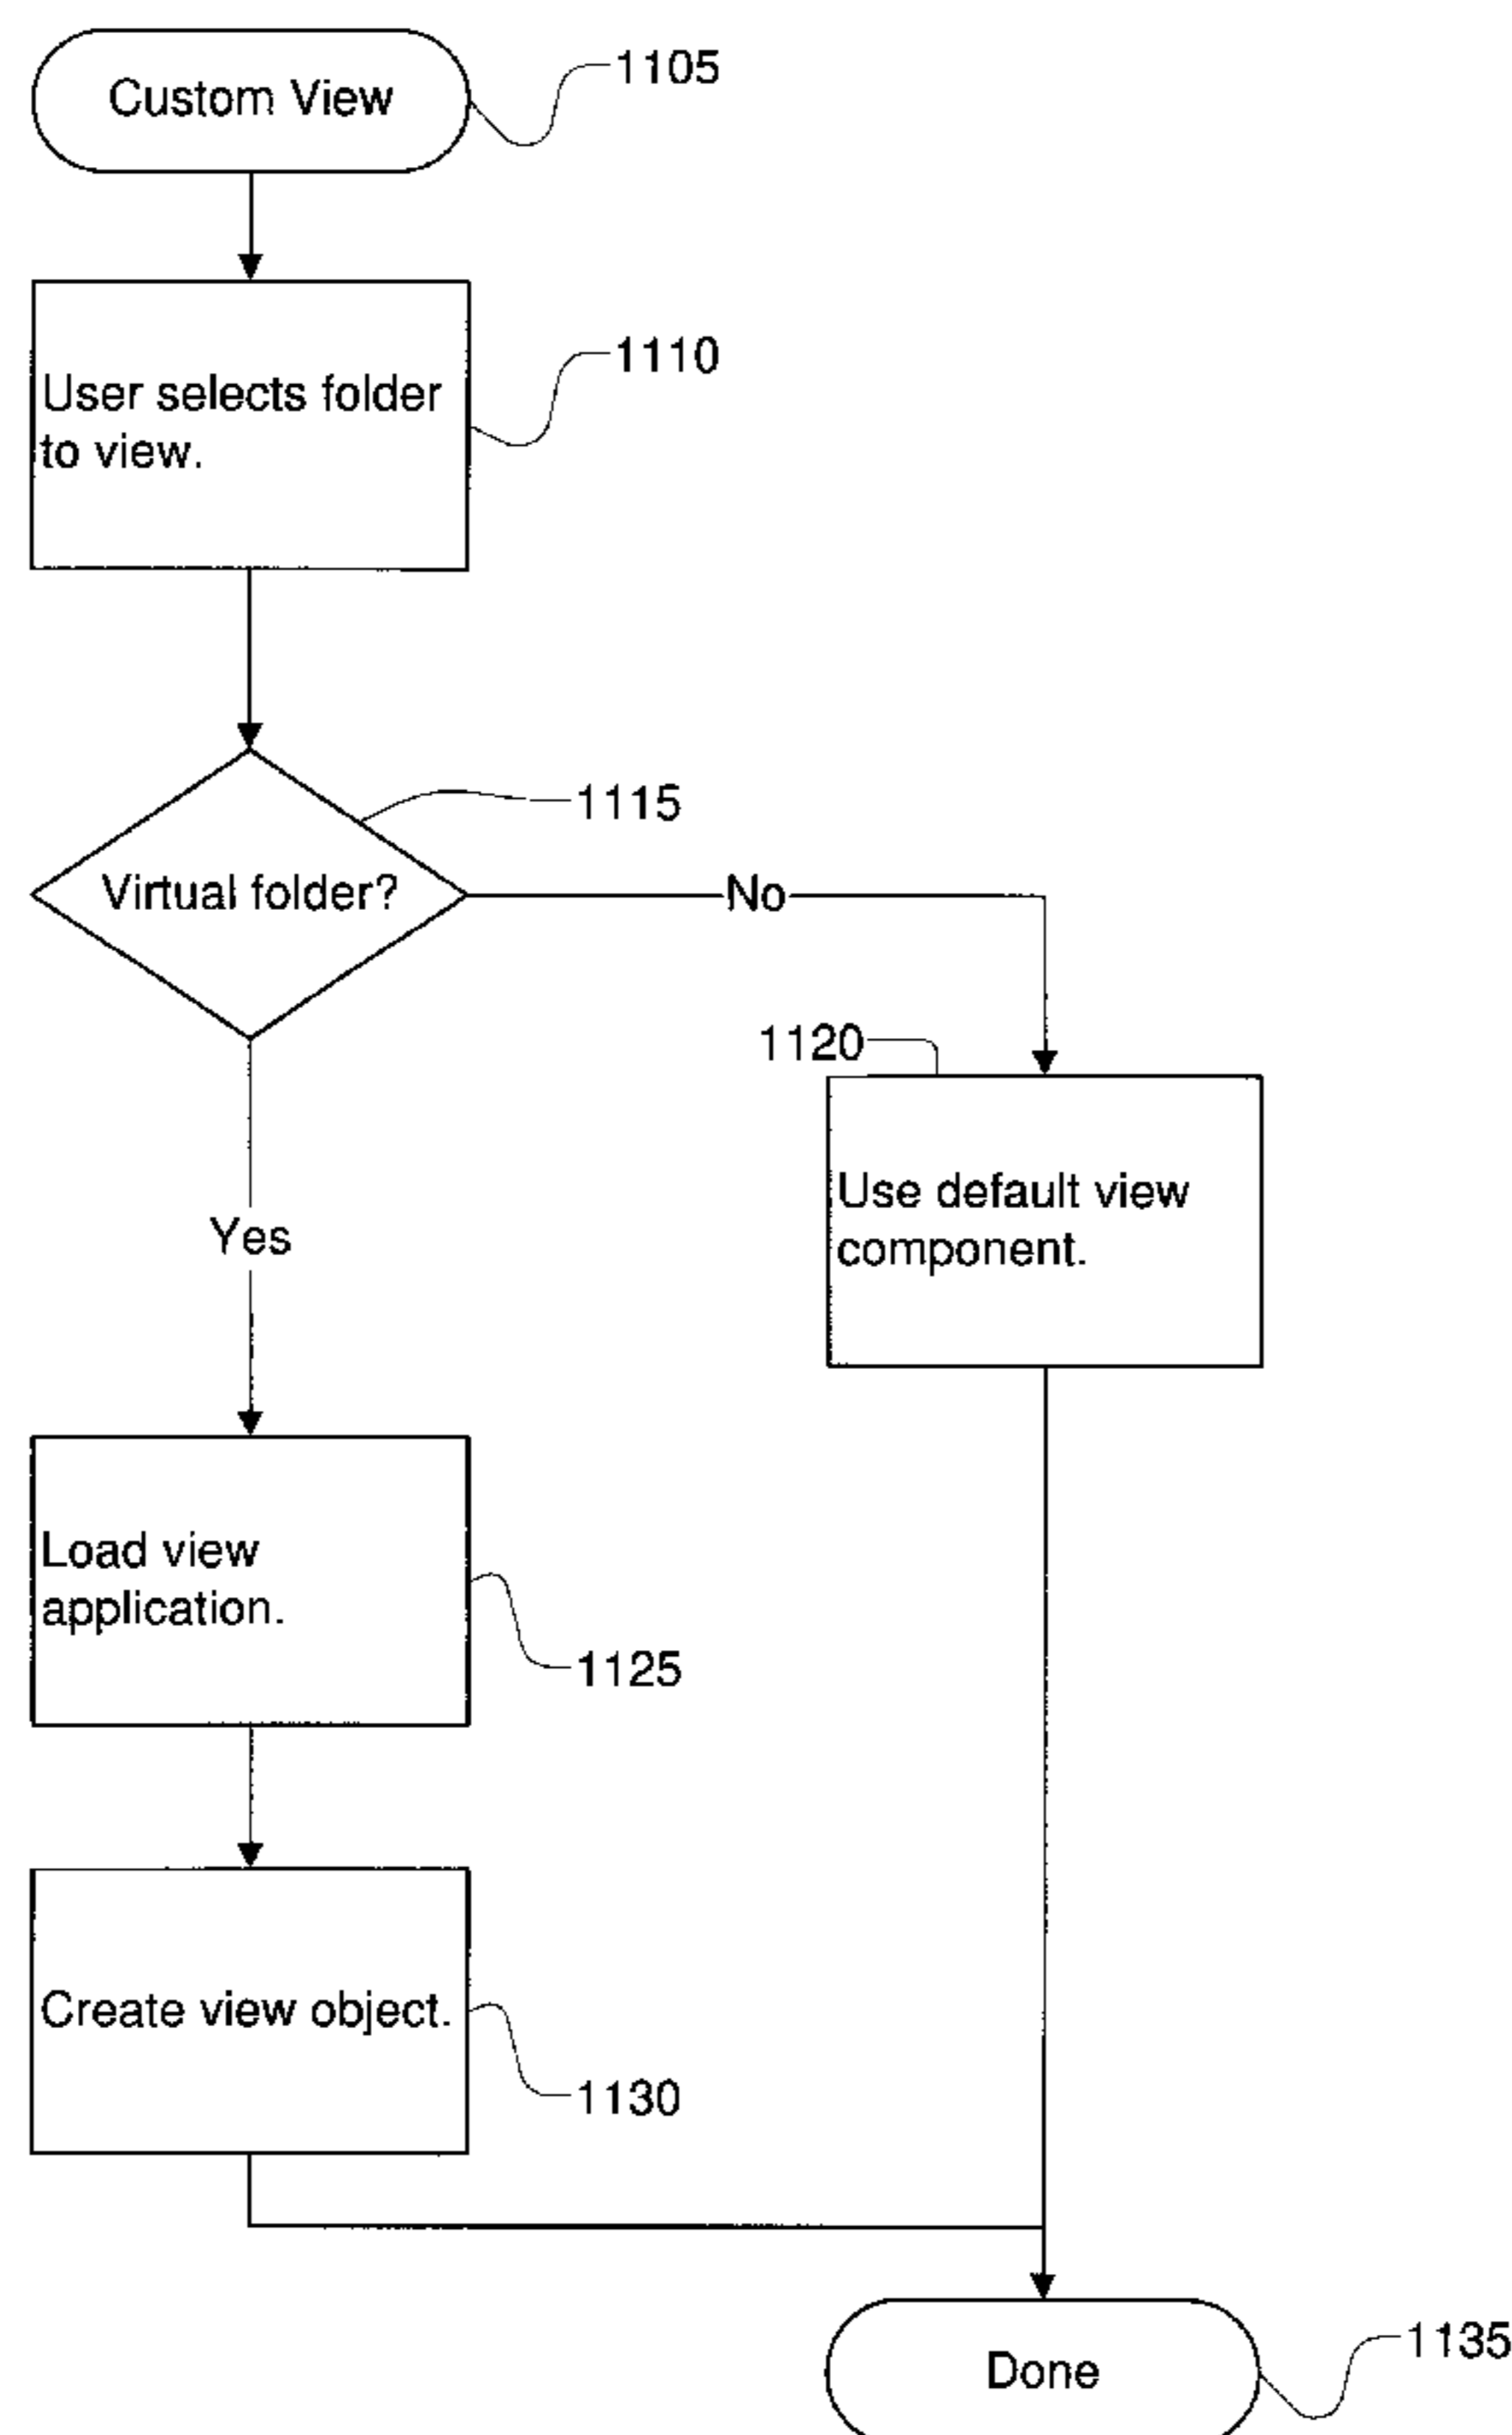 Custom View
1105
1110
User selects folder
to view.
1115
Virtual folder?
No
1120
Use default view
component.
Yes
Load view
application.
1125
Create view object.
1130
1135
Done